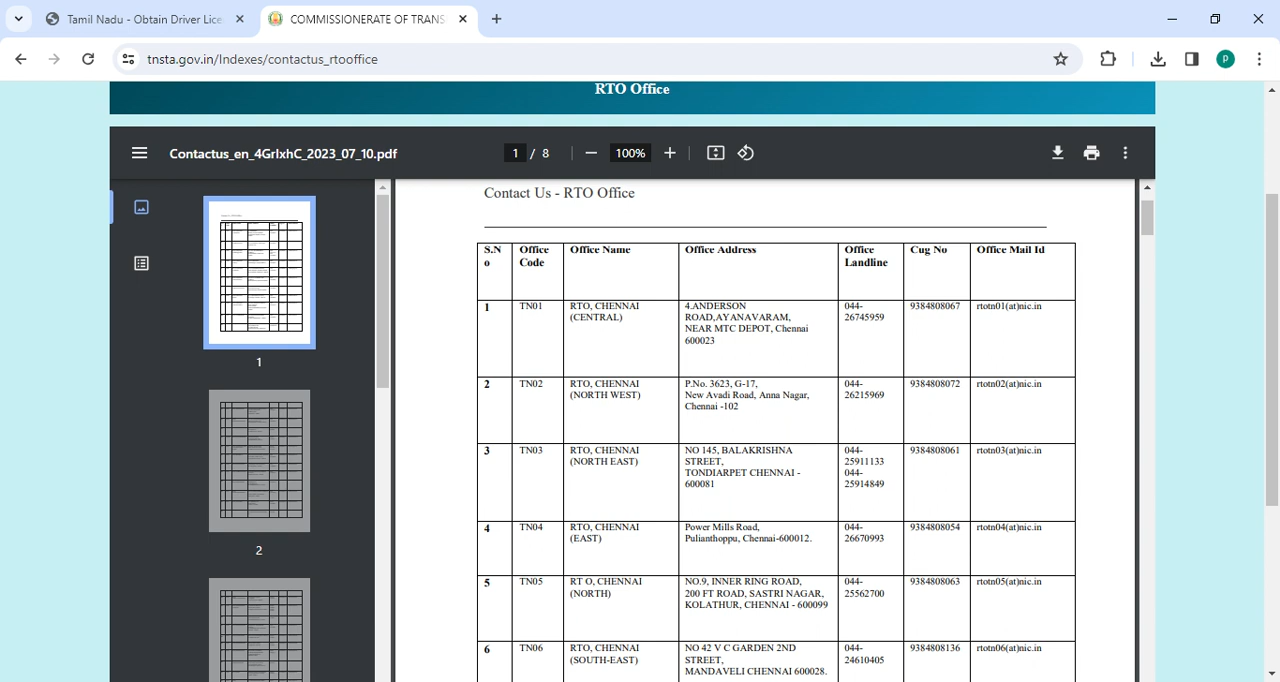 Tamil Nadu - Obtain Driver Lice
COMMISSIONERATE OF TRANS
tnsta.gov.in/Indexes/contactus_rtooffice
P
RTO Office
Contactus_en_4GrIxhC_2023_07_10.pdf
1 / 8
100%
1
2
Contact Us - RTO Office
S.N
o
Office
Code
Office Name
Office Address
Office
Landline
Cug No
Office Mail Id
1
TN01
RTO, CHENNAI
(CENTRAL)
4.ANDERSON
ROAD,AYANAVARAM,
NEAR MTC DEPOT, Chennai
600023
044-
26745959
9384808067
rtotn01(at)nic.in
2
TN02
RTO, CHENNAI
(NORTH WEST)
P.No. 3623, G-17,
New Avadi Road, Anna Nagar,
Chennai -102
044-
26215969
9384808072
rtotn02(at)nic.in
3
TN03
RTO, CHENNAI
(NORTH EAST)
NO 145, BALAKRISHNA
STREET,
TONDIARPET CHENNAI -
600081
044-
25911133
044-
25914849
9384808061
rtotn03(at)nic.in
4
TN04
RTO, CHENNAI
(EAST)
Power Mills Road,
Pulianthoppu, Chennai-600012.
044-
26670993
9384808054
rtotn04(at)nic.in
5
TN05
RT O, CHENNAI
(NORTH)
NO.9, INNER RING ROAD,
200 FT ROAD, SASTRI NAGAR,
KOLATHUR, CHENNAI - 600099
044-
25562700
9384808063
rtotn05(at)nic.in
6
TN06
RTO, CHENNAI
(SOUTH-EAST)
NO 42 V C GARDEN 2ND
STREET,
MANDAVELI CHENNAI 600028.
044-
24610405
9384808136
rtotn06(at)nic.in